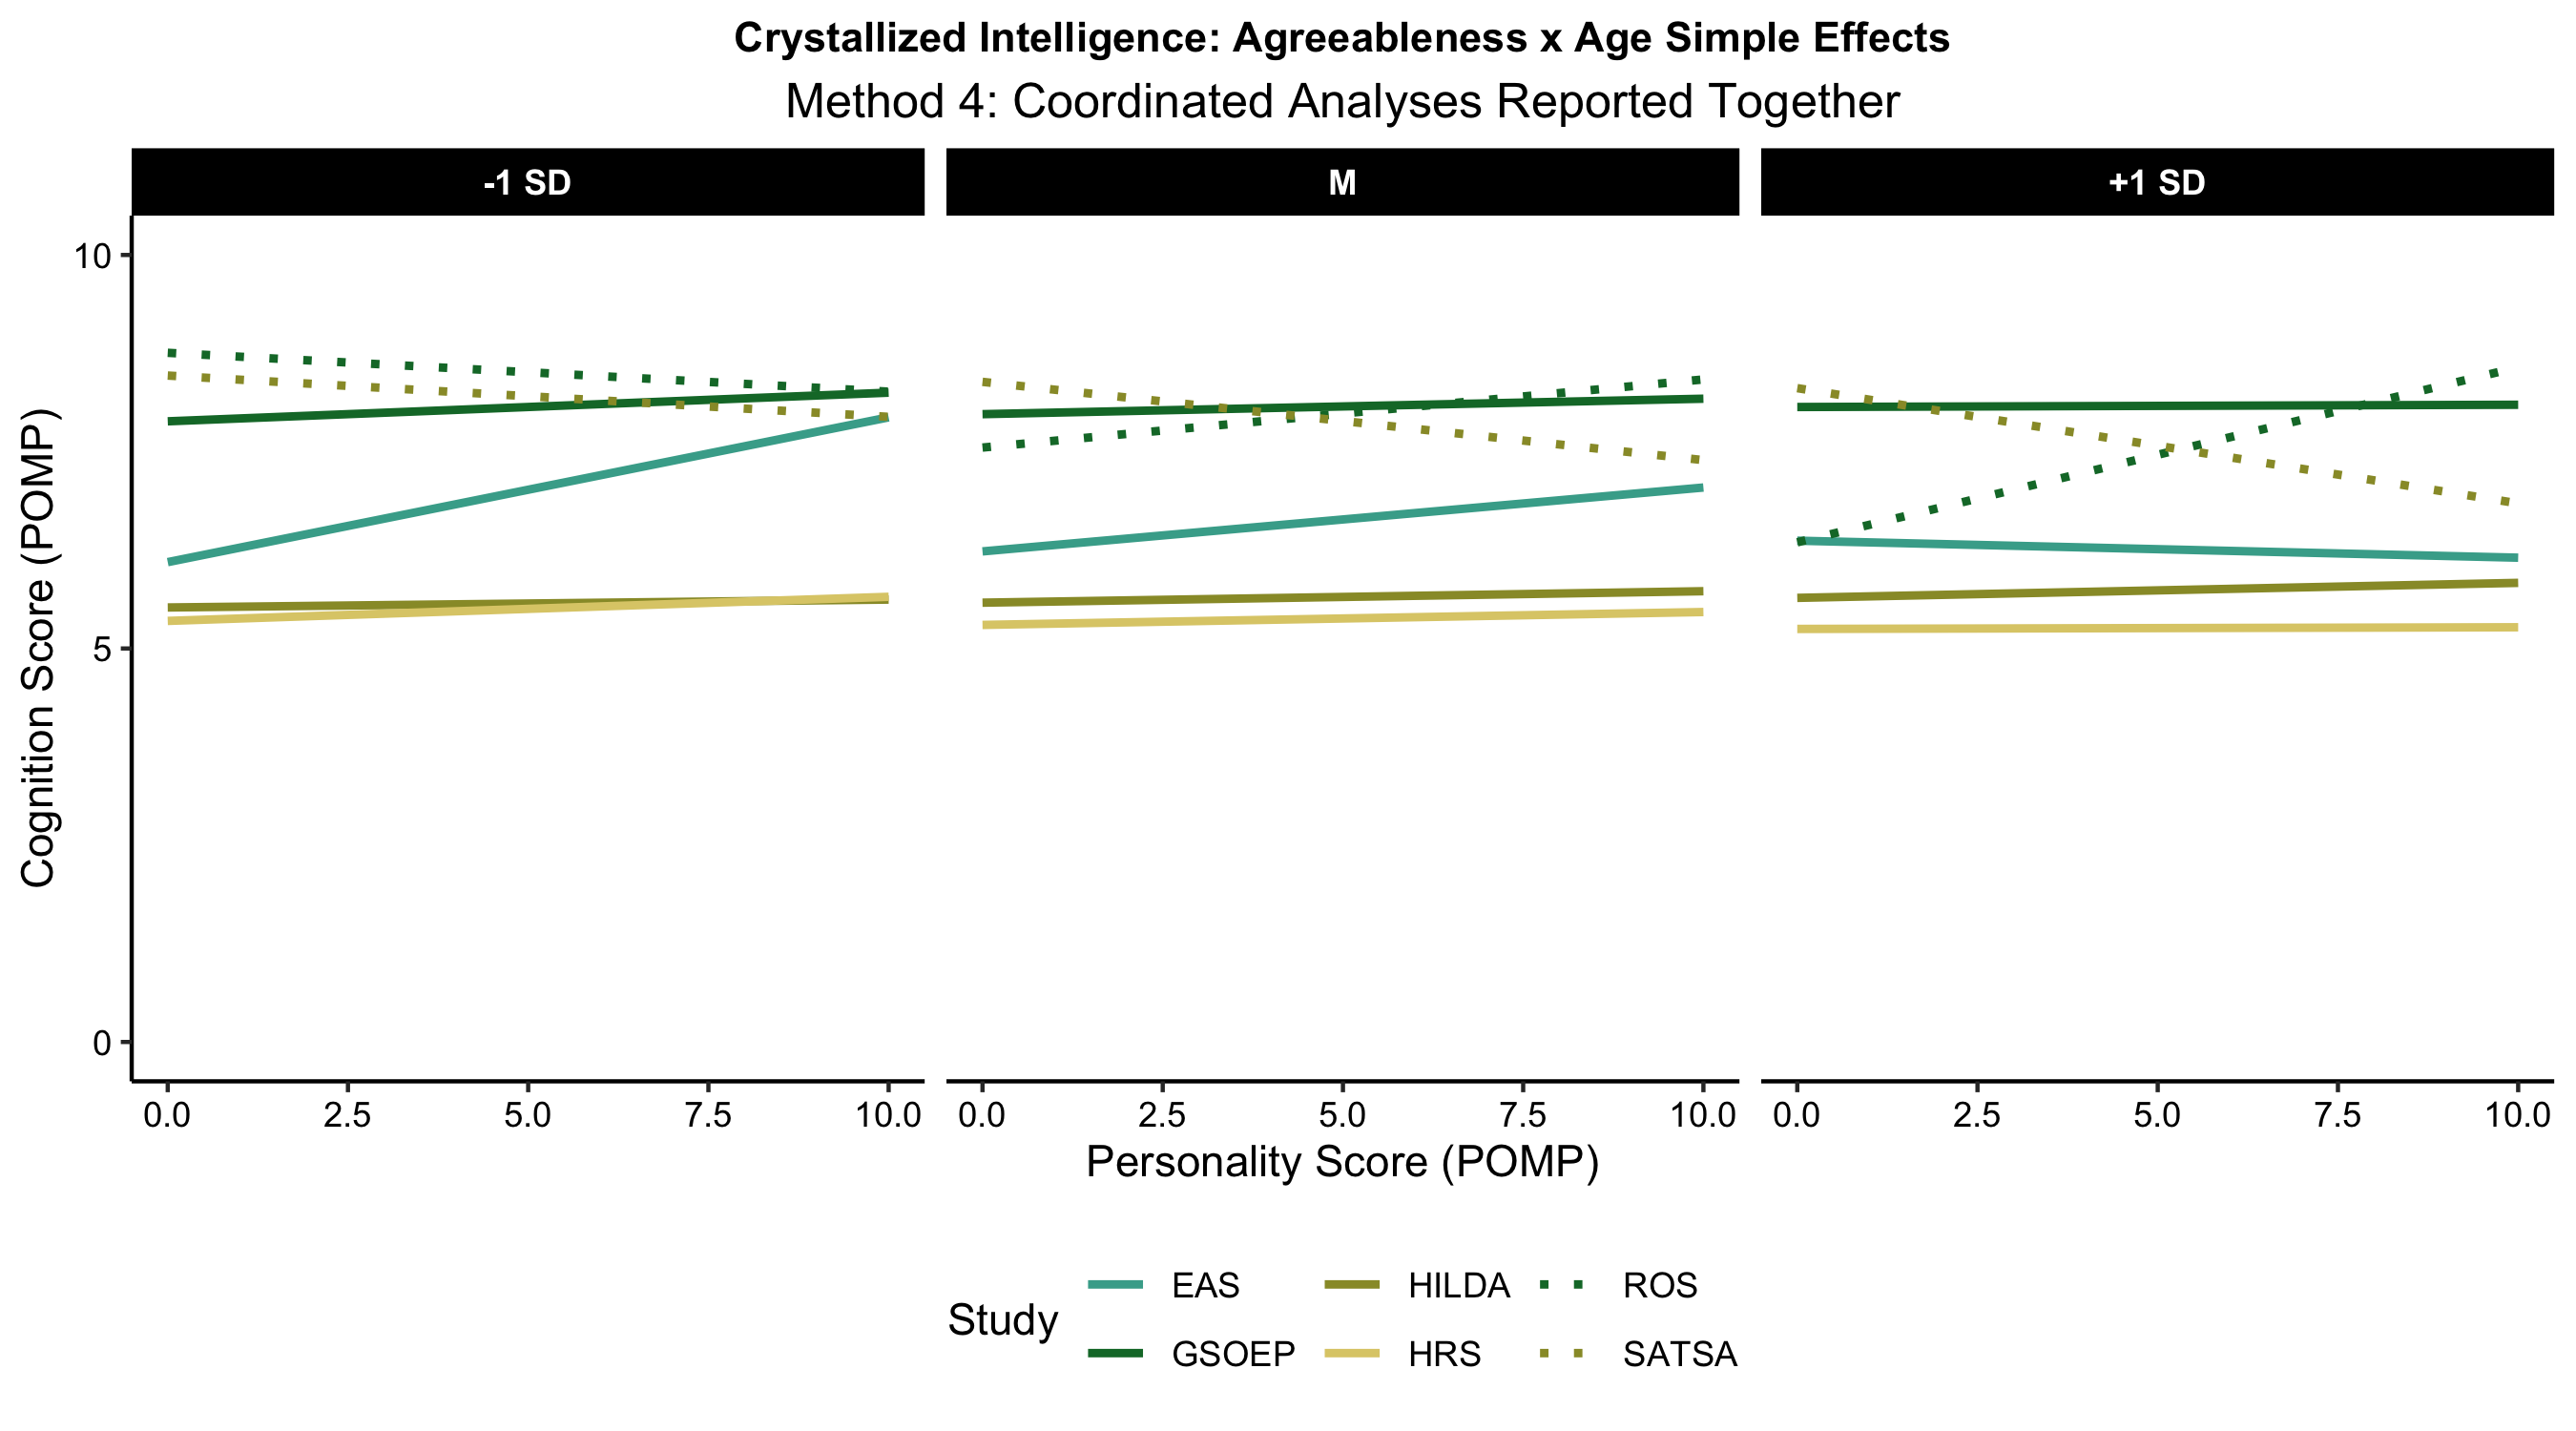 Crystallized Intelligence: Agreeableness x Age Simple Effects
Method 4: Coordinated Analyses Reported Together
-1 SD
M
+1 SD
Cognition Score (POMP)
10
5
0
0.0 2.5 5.0 7.5 10.0
0.0 2.5 5.0 7.5 10.0
0.0 2.5 5.0 7.5 10.0
Personality Score (POMP)
Study
EAS HILDA ROS
GSOEP HRS SATSA